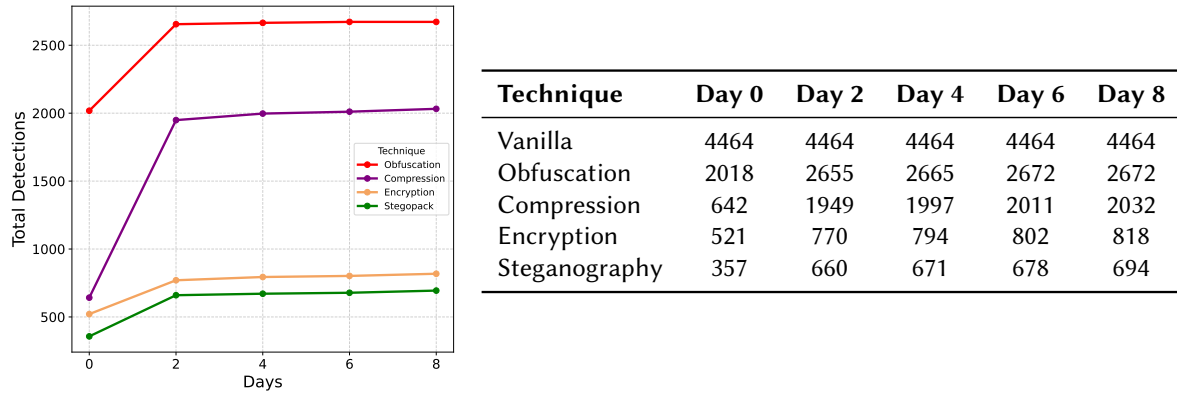 2500
2000
1500
1000
500
Total Detections
Technique
Obfuscation
Compression
Encryption
Stegopack
0 2 4 6 8
Days
Technique Day 0 Day 2 Day 4 Day 6 Day 8
Vanilla 4464 4464 4464 4464 4464
Obfuscation 2018 2655 2665 2672 2672
Compression 642 1949 1997 2011 2032
Encryption 521 770 794 802 818
Steganography 357 660 671 678 694